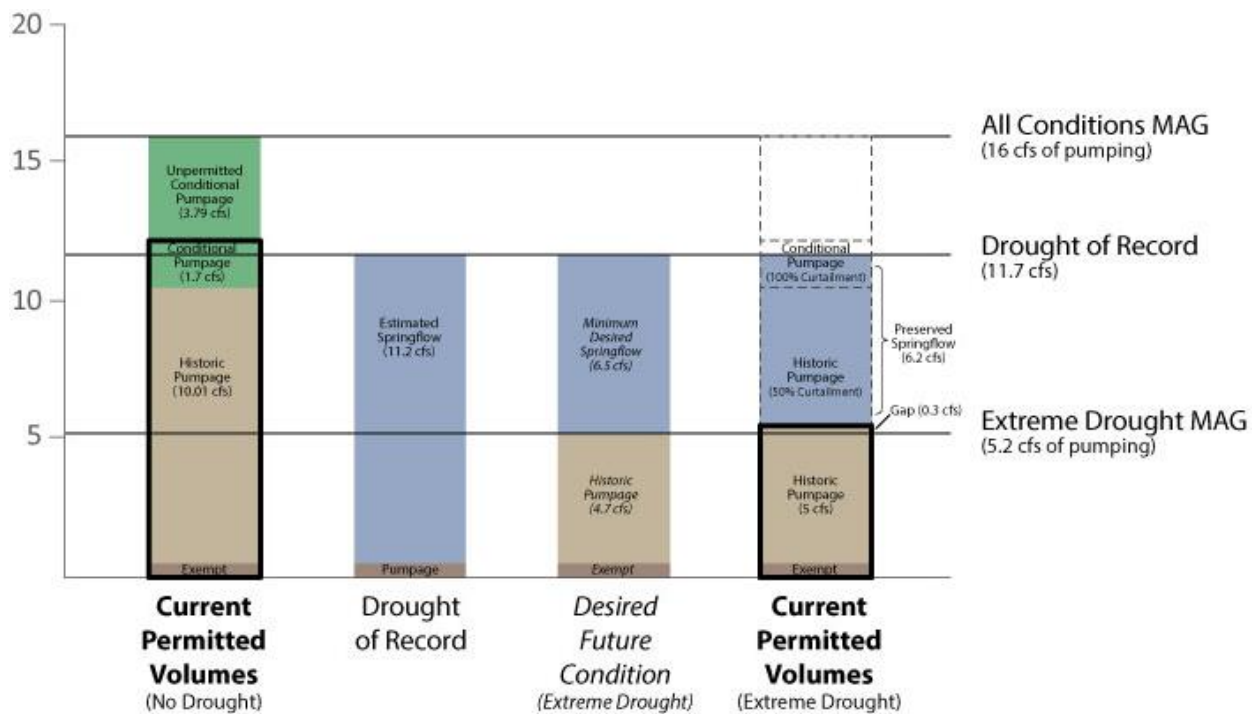 20
15
10
5
Unpermitted
Conditional
Pumpage
(3.79 cfs)
Conditional
Pumpage
(1.7 cfs)
Historic
Pumpage
(10.01 cfs)
Exempt
Estimated
Springflow
(11.2 cfs)
Pumpage
Minimum
Desired
Springflow
(6.5 cfs)
Historic
Pumpage
(4.7 cfs)
Exempt
Conditional
Pumpage
(100% Curtailment)
Historic
Pumpage
(50% Curtailment)
Historic
Pumpage
(5 cfs)
Exempt
Preserved
Springflow
(6.2 cfs)
Gap (0.3 cfs)
All Conditions MAG
(16 cfs of pumping)
Drought of Record
(11.7 cfs)
Extreme Drought MAG
(5.2 cfs of pumping)
Current
Permitted
Volumes
(No Drought)
Drought
of Record
Desired
Future
Condition
(Extreme Drought)
Current
Permitted
Volumes
(Extreme Drought)